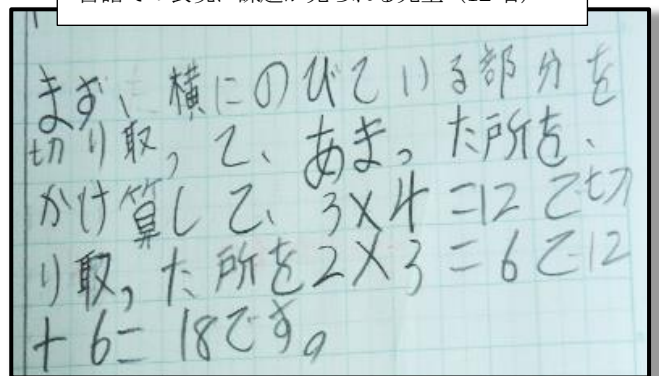 まず、横にのびている部分を
切り取って、あまった所を、
かけ算して、3×4=12で切
り取った所を2×3=6で12
+6=18です。